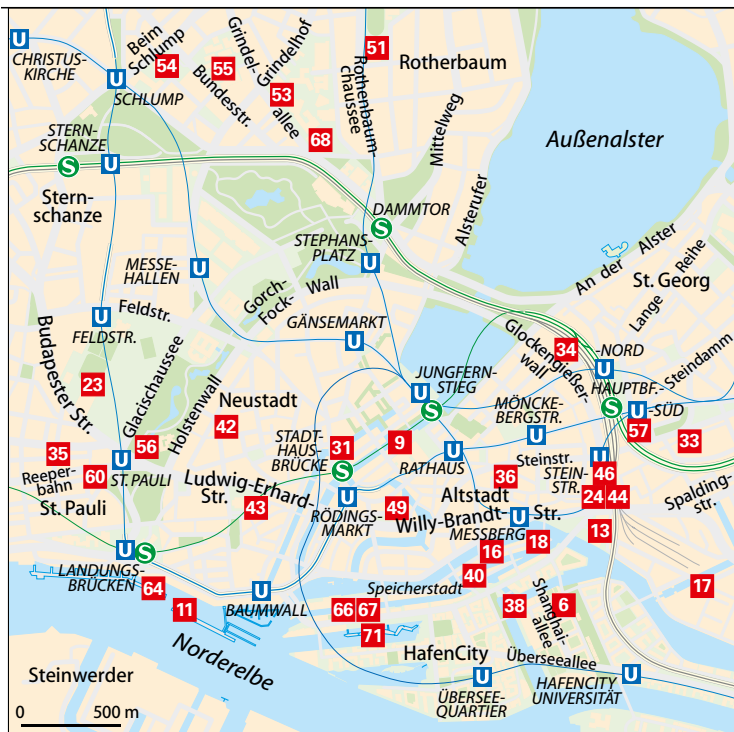 CHRISTUS-
KIRCHE
U
Beim
Schlump
54
U
SCHLUMP
55
Bundesstr.
Grindelhof
Grindel-
allee
53
68
51
Rothenbaum-
chaussee
Rotherbaum
Mittelweg
Außenalster
STERN-
SCHANZE
S
U
Stern-
schanze
DAMMTOR
S
STEPHANS-
PLATZ
U
Alsterufer
MESSE-
HALLEN
U
Gorch-
Fock-
Wall
An der Alster
St. Georg
Lange Reihe
U
FELDSTR.
Feldstr.
GÄNSEMARKT
U
Glockengießer-
wall
34
-NORD
U
HAUPTBF.-
S
U
-SÜD
Steindamm
Budapester Str.
23
Glacischaussee
Holstenwall
Neustadt
42
JUNGFERN-
STIEG
U
S
MÖNCKE-
BERGSTR.
U
57
33
35
Reeper-
bahn
60
56
U
ST. PAULI
St. Pauli
STADT-
HAUS-
BRÜCKE
31
S
9
RATHAUS
U
Steinstr.
36
STEIN-
STR.
U
46
24
44
Spalding-
str.
Ludwig-Erhard-
Str.
43
U
RÖDINGS-
MARKT
49
Altstadt
Willy-Brandt-
Str.
U
MESSBERG
13
18
16
40
U
S
LANDUNGS-
BRÜCKEN
64
11
U
BAUMWALL
Speicherstadt
66
67
71
38
Shanghai-
allee
6
17
Norderelbe
HafenCity
Überseeallee
Steinwerder
U
ÜBERSEE-
QUARTIER
U
HAFENCITY
UNIVERSITÄT
0
500 m